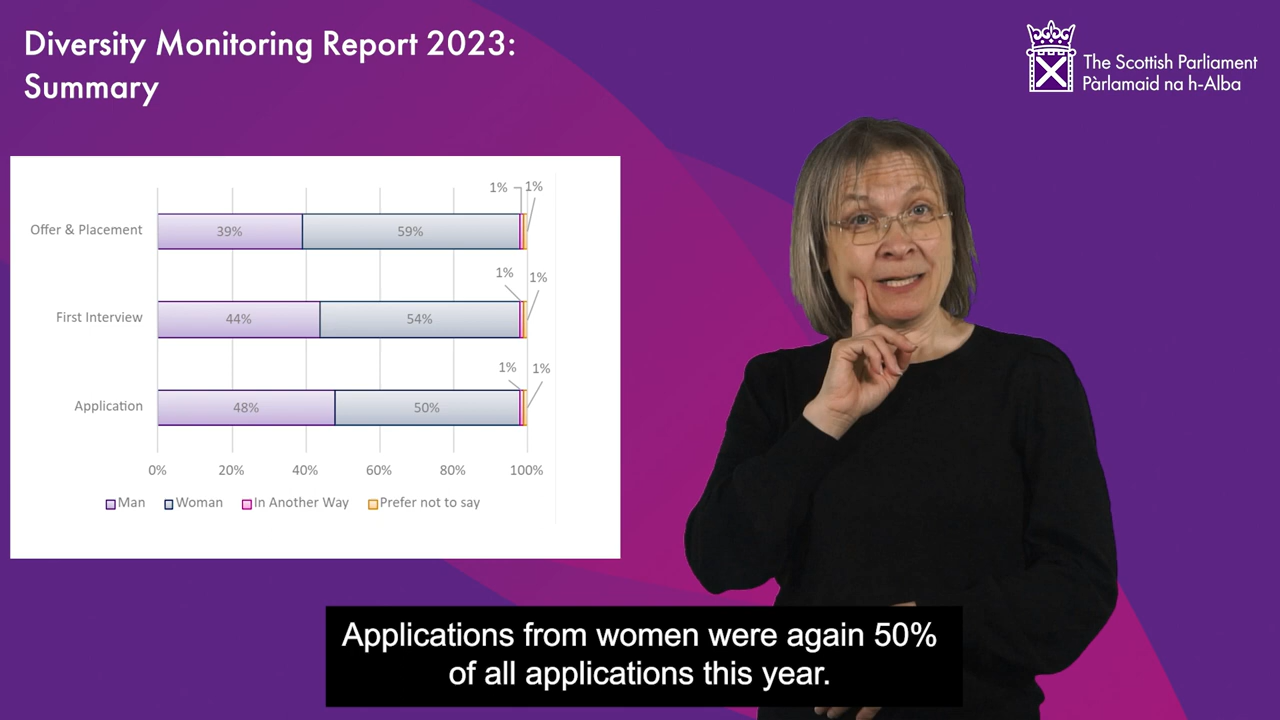 Diversity Monitoring Report 2023:
Summary
The Scottish Parliament
Pàrlamaid na h-Alba
1% 1%
Offer & Placement 39% 59%
1% 1%
First Interview 44% 54%
1% 1%
Application 48% 50%
0% 20% 40% 60% 80% 100%
Man Woman In Another Way Prefer not to say
Applications from women were again 50%
of all applications this year.